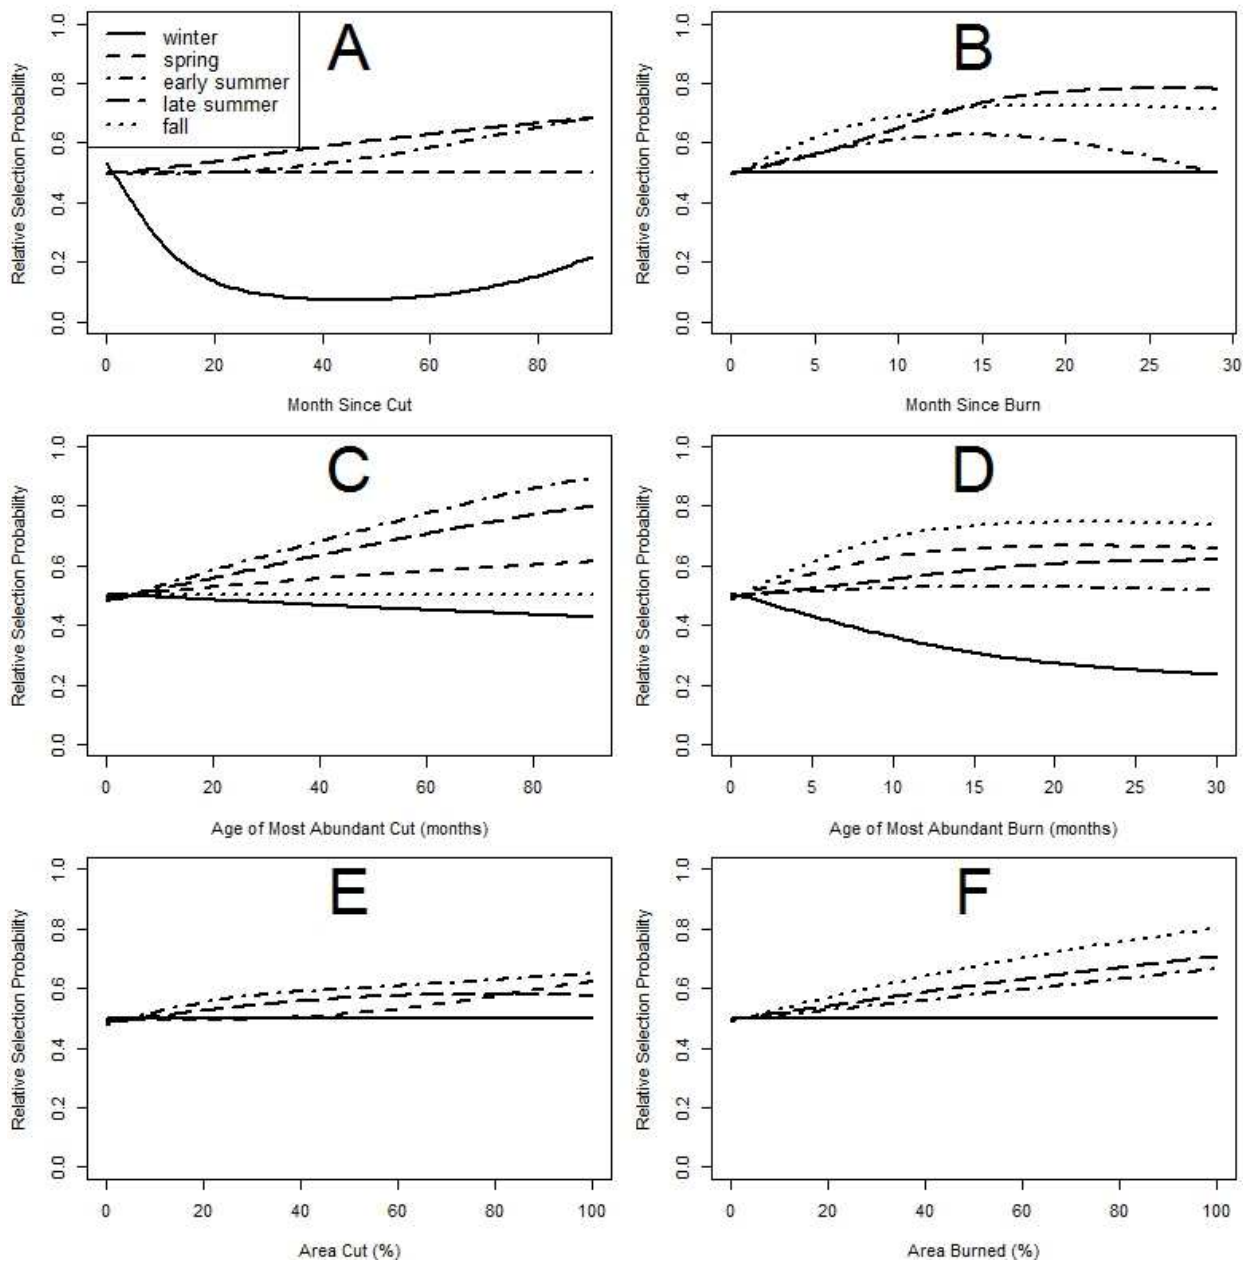 A
winter
spring
early summer
late summer
fall
Relative Selection Probability
0.0 0.2 0.4 0.6 0.8 1.0
0 20 40 60 80
Month Since Cut
B
Relative Selection Probability
0.0 0.2 0.4 0.6 0.8 1.0
0 5 10 15 20 25 30
Month Since Burn
C
Relative Selection Probability
0.0 0.2 0.4 0.6 0.8 1.0
0 20 40 60 80
Age of Most Abundant Cut (months)
D
Relative Selection Probability
0.0 0.2 0.4 0.6 0.8 1.0
0 5 10 15 20 25 30
Age of Most Abundant Burn (months)
E
Relative Selection Probability
0.0 0.2 0.4 0.6 0.8 1.0
0 20 40 60 80 100
Area Cut (%)
F
Relative Selection Probability
0.0 0.2 0.4 0.6 0.8 1.0
0 20 40 60 80 100
Area Burned (%)